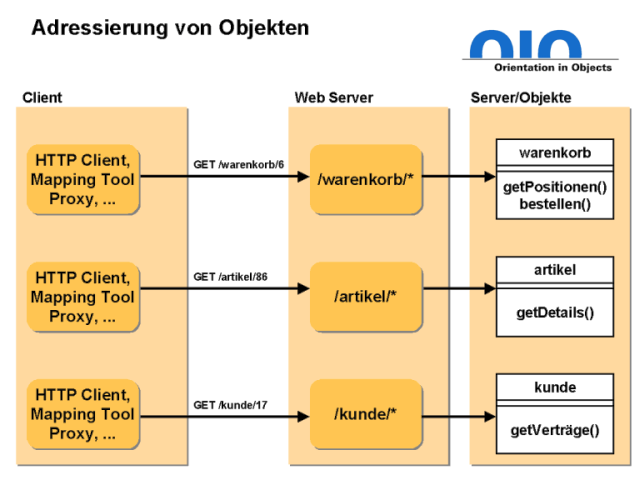 Adressierung von Objekten
OIO
Orientation in Objects
Client
Web Server
Server/Objekte
HTTP Client,
Mapping Tool
Proxy, ...
GET /warenkorb/6
/warenkorb/*
warenkorb
getPositionen()
bestellen()
HTTP Client,
Mapping Tool
Proxy, ...
GET /artikel/86
/artikel/*
artikel
getDetails()
HTTP Client,
Mapping Tool
Proxy, ...
GET /kunde/17
/kunde/*
kunde
getVerträge()